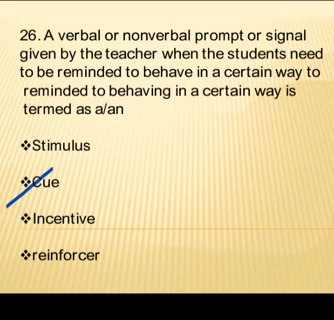 26. A verbal or nonverbal prompt or signal
given by the teacher when the students need
to be reminded to behave in a certain way to
reminded to behaving in a certain way is
termed as a/an
❖Stimulus
❖Cue
❖Incentive
❖reinforcer